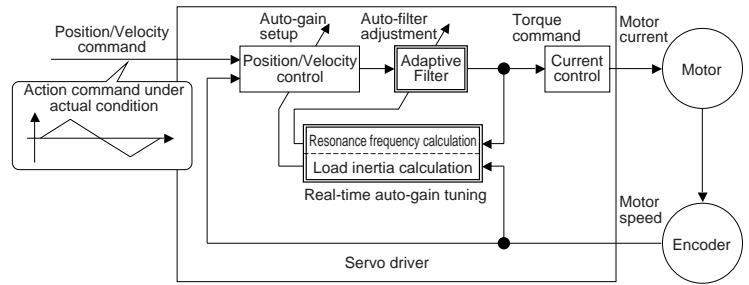 Position/Velocity
command
Action command under
actual condition
Auto-gain
setup
Auto-filter
adjustment
Torque
command
Motor
current
Position/Velocity
control
Adaptive
Filter
Current
control
Motor
Resonance frequency calculation
Load inertia calculation
Real-time auto-gain tuning
Motor
speed
Encoder
Servo driver